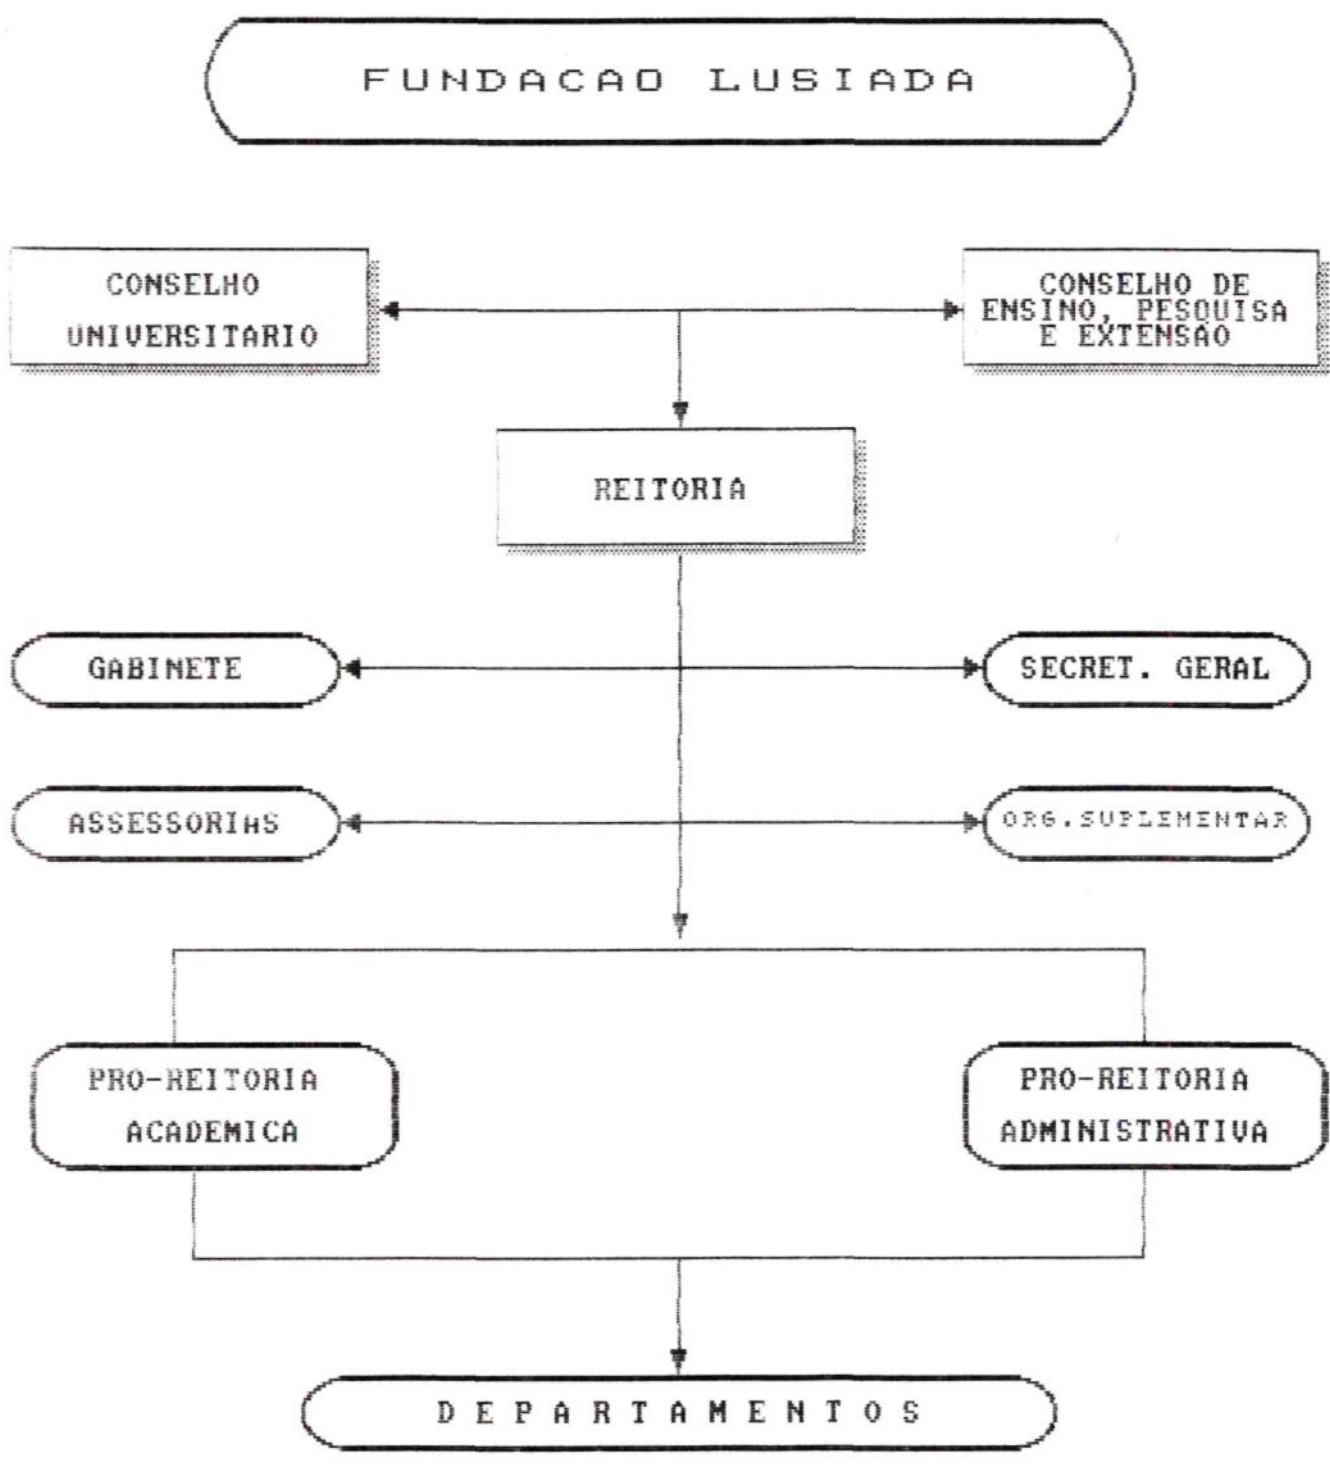 FUNDACAO LUSIADA
CONSELHO
UNIVERSITARIO
CONSELHO DE
ENSINO, PESQUISA
E EXTENSAO
REITORIA
GABINETE
SECRET. GERAL
ASSESSORIAS
ORG.SUPLEMENTAR
PRO-REITORIA
ACADEMICA
PRO-REITORIA
ADMINISTRATIVA
DEPARTAMENTOS